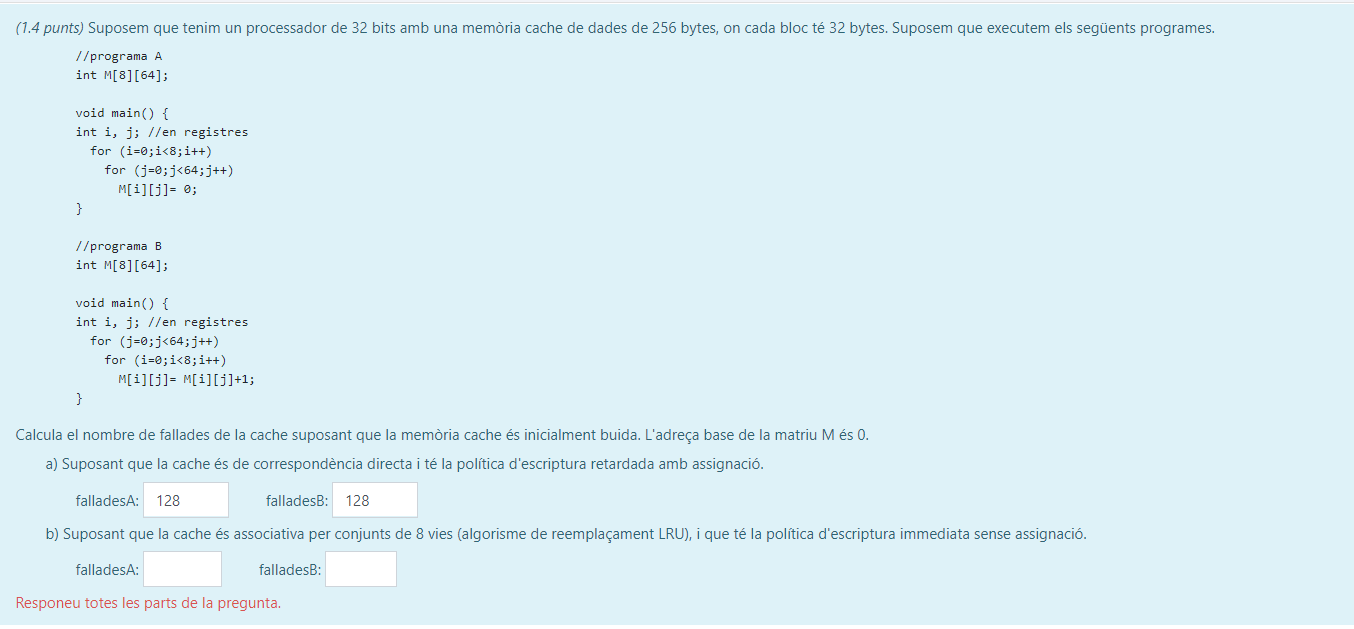 (1.4 punts) Suposem que tenim un processador de 32 bits amb una memòria cache de dades de 256 bytes, on cada bloc té 32 bytes. Suposem que executem els següents programes.
//programa A
int M[8][64];
void main() {
int i, j; //en registres
for (i=0;i<8;i++)
for (j=0;j<64;j++)
M[i][j]= 0;
}
//programa B
int M[8][64];
void main() {
int i, j; //en registres
for (j=0;j<64;j++)
for (i=0;i<8;i++)
M[i][j]= M[i][j]+1;
}
Calcula el nombre de fallades de la cache suposant que la memòria cache és inicialment buida. L'adreça base de la matriu M és 0.
a) Suposant que la cache és de correspondència directa i té la política d'escriptura retardada amb assignació.
falladesA: 128 falladesB: 128
b) Suposant que la cache és associativa per conjunts de 8 vies (algorisme de reemplaçament LRU), i que té la política d'escriptura immediata sense assignació.
falladesA: falladesB:
Responeu totes les parts de la pregunta.